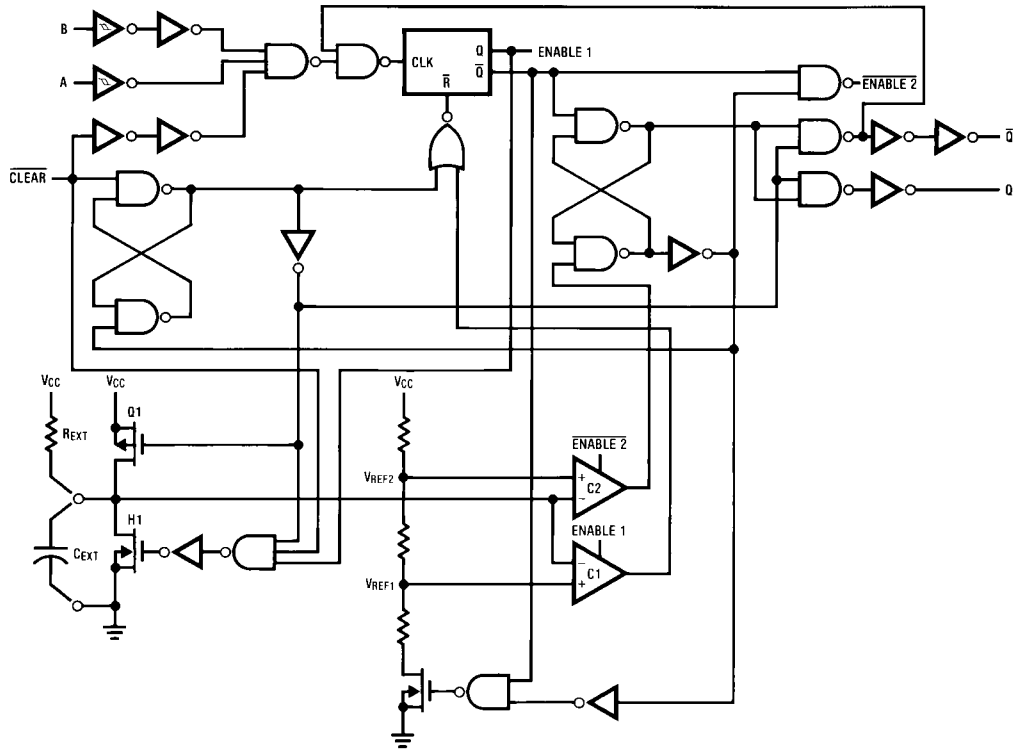 B
A
CLEAR
CLK
Q
Q̅
R̅
ENABLE 1
ENABLE 2
Q̅
Q
VCC
REXT
VCC
Q1
CEXT
H1
VCC
VREF2
VREF1
ENABLE 2
+
−
C2
ENABLE 1
−
+
C1